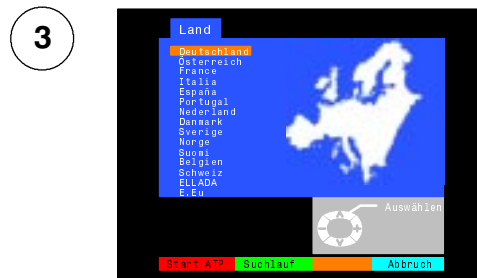 3
Land
Deutschland
Österreich
France
Italia
España
Portugal
Nederland
Danmark
Sverige
Norge
Suomi
Belgien
Schweiz
ELLADA
E.Eu
Auswählen
Start ATP Suchlauf Abbruch